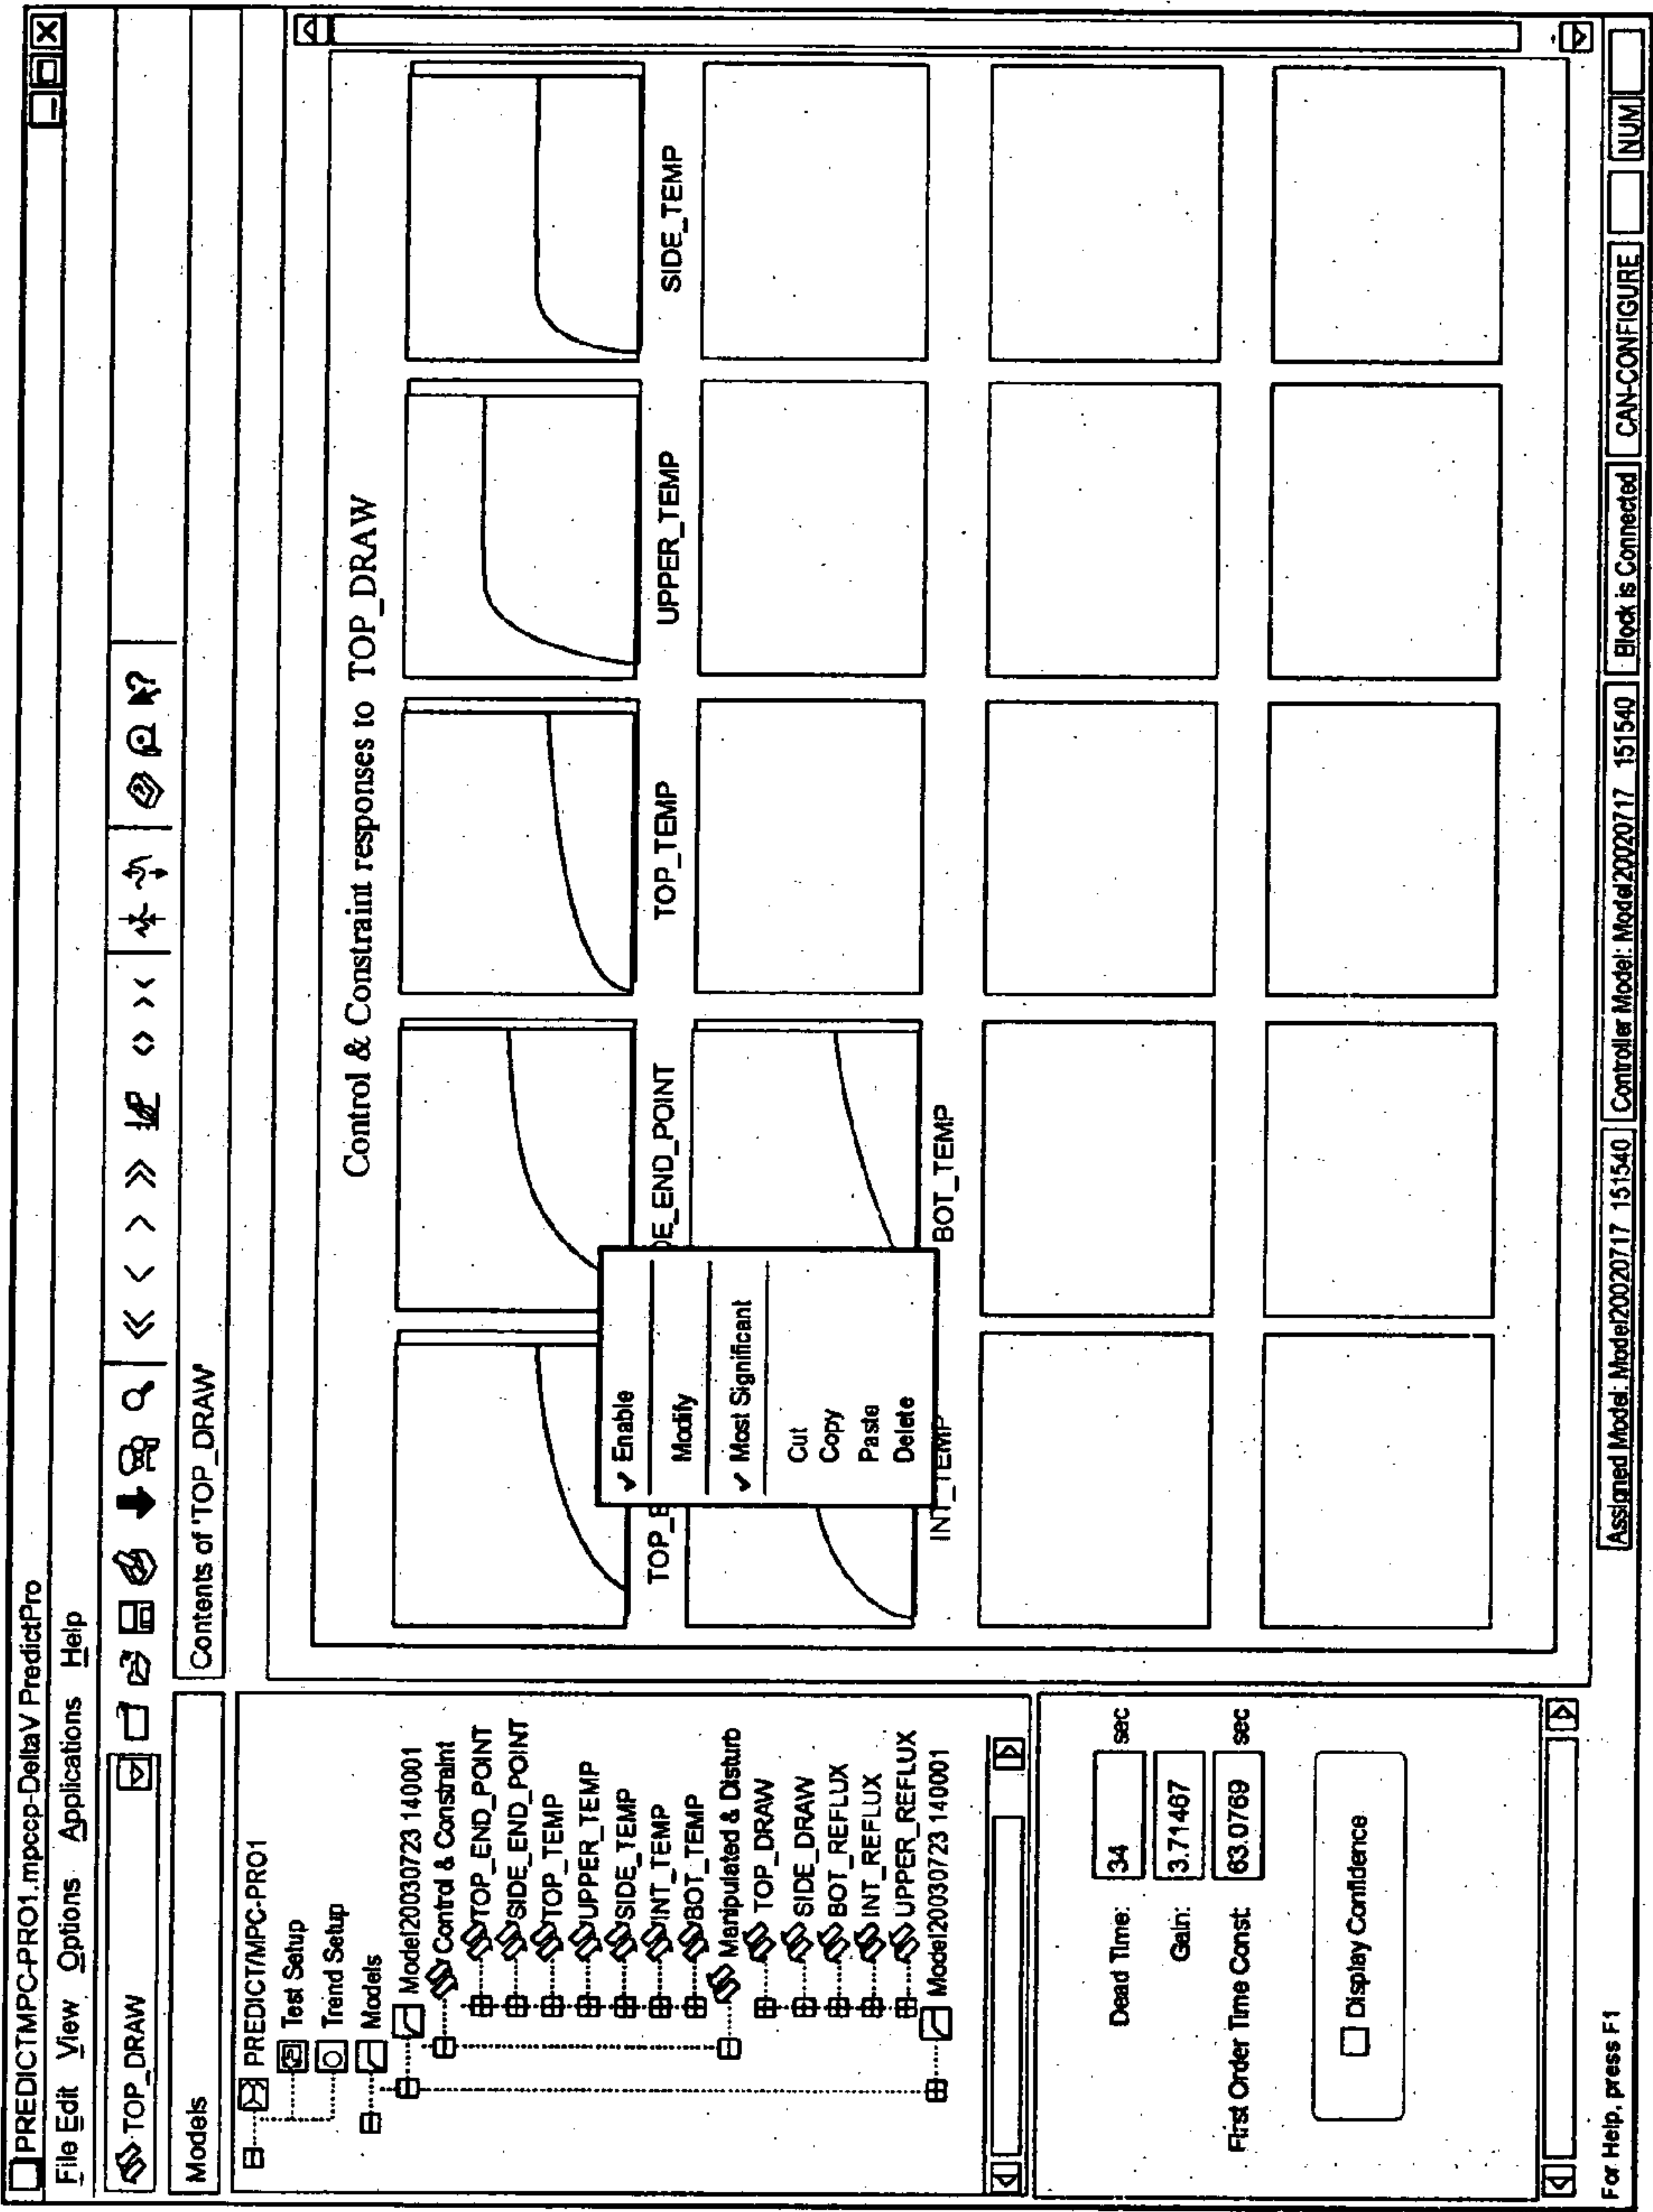 PREDICTMPC-PRO1.mpccp-DeltaV PredictPro
File Edit View Options Applications Help
TOP_DRAW
Models
Contents of 'TOP_DRAW'
PREDICT/MPC-PRO1
Test Setup
Trend Setup
Models
Model20030723 140001
Control & Constraint
TOP_END_POINT
SIDE_END_POINT
TOP_TEMP
UPPER_TEMP
SIDE_TEMP
INT_TEMP
BOT_TEMP
Manipulated & Disturb
TOP_DRAW
SIDE_DRAW
BOT_REFLUX
INT_REFLUX
UPPER_REFLUX
Model20030723 140001
Dead Time: 34 sec
Gain: 3.71467
First Order Time Const: 63.0769 sec
Display Confidence
Control & Constraint responses to TOP_DRAW
TOP_E
DE_END_POINT
TOP_TEMP
UPPER_TEMP
SIDE_TEMP
✓ Enable
Modify
✓ Most Significant
Cut
Copy
Paste
Delete
INT_TEMP
BOT_TEMP
For Help, press F1
Assigned Model: Model20020717 151540
Controller Model: Model20020717 151540
Block is Connected
CAN-CONFIGURE
NUM